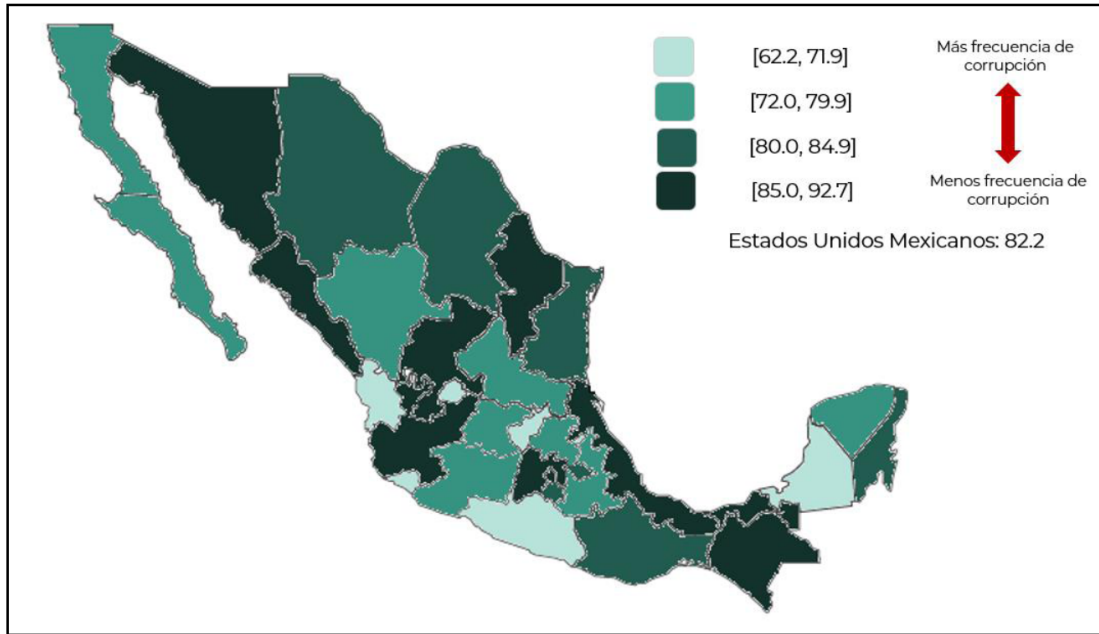 [62.2, 71.9]
[72.0, 79.9]
[80.0, 84.9]
[85.0, 92.7]
Más frecuencia de
corrupción
Menos frecuencia de
corrupción
Estados Unidos Mexicanos: 82.2